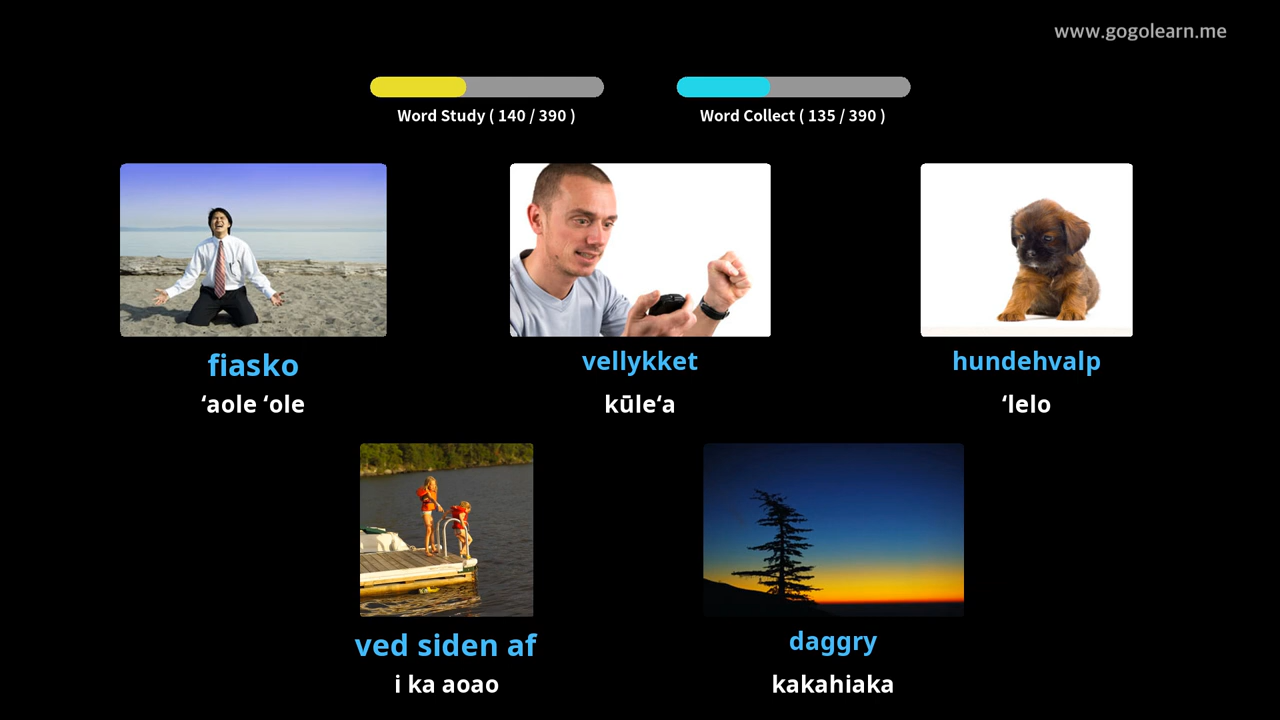 www.gogolearn.me
Word Study ( 140 / 390 )
Word Collect ( 135 / 390 )
fiasko
ʻaole ʻole
vellykket
kūleʻa
hundehvalp
ʻlelo
ved siden af
i ka aoao
daggry
kakahiaka